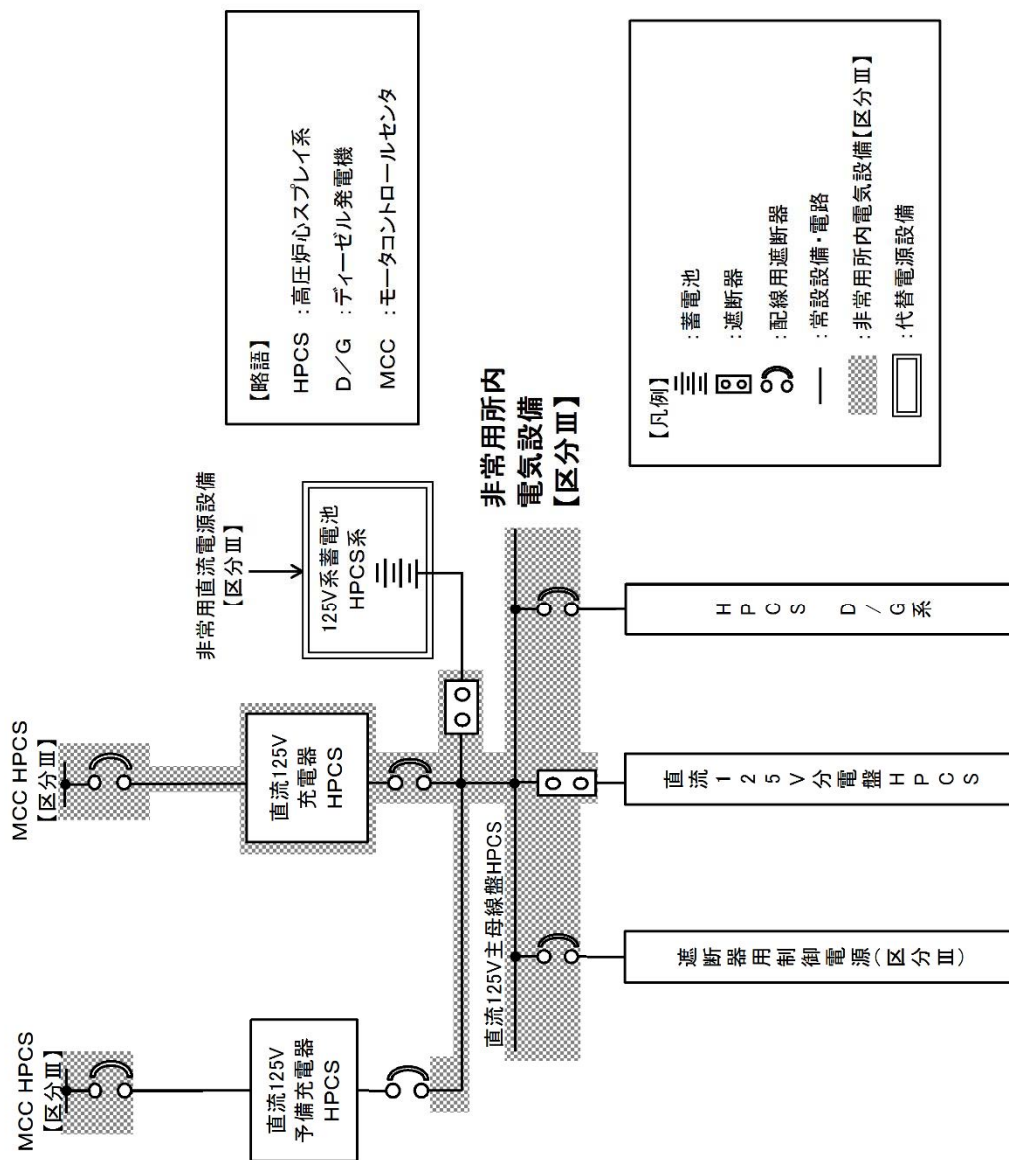 MCC HPCS
【区分Ⅲ】
MCC HPCS
【区分Ⅲ】
直流125V
予備充電器
HPCS
直流125V
充電器
HPCS
非常用直流電源設備
【区分Ⅲ】
125V系蓄電池
HPCS系
直流125V主母線盤HPCS
非常用所内
電気設備
【区分Ⅲ】
遮断器用制御電源(区分Ⅲ)
直流125V分電盤HPCS
HPCS D/G系
【略語】
HPCS :高圧炉心スプレイ系
D/G :ディーゼル発電機
MCC :モータコントロールセンタ
【凡例】
:蓄電池
:遮断器
:配線用遮断器
:常設設備・電路
:非常用所内電気設備【区分Ⅲ】
:代替電源設備